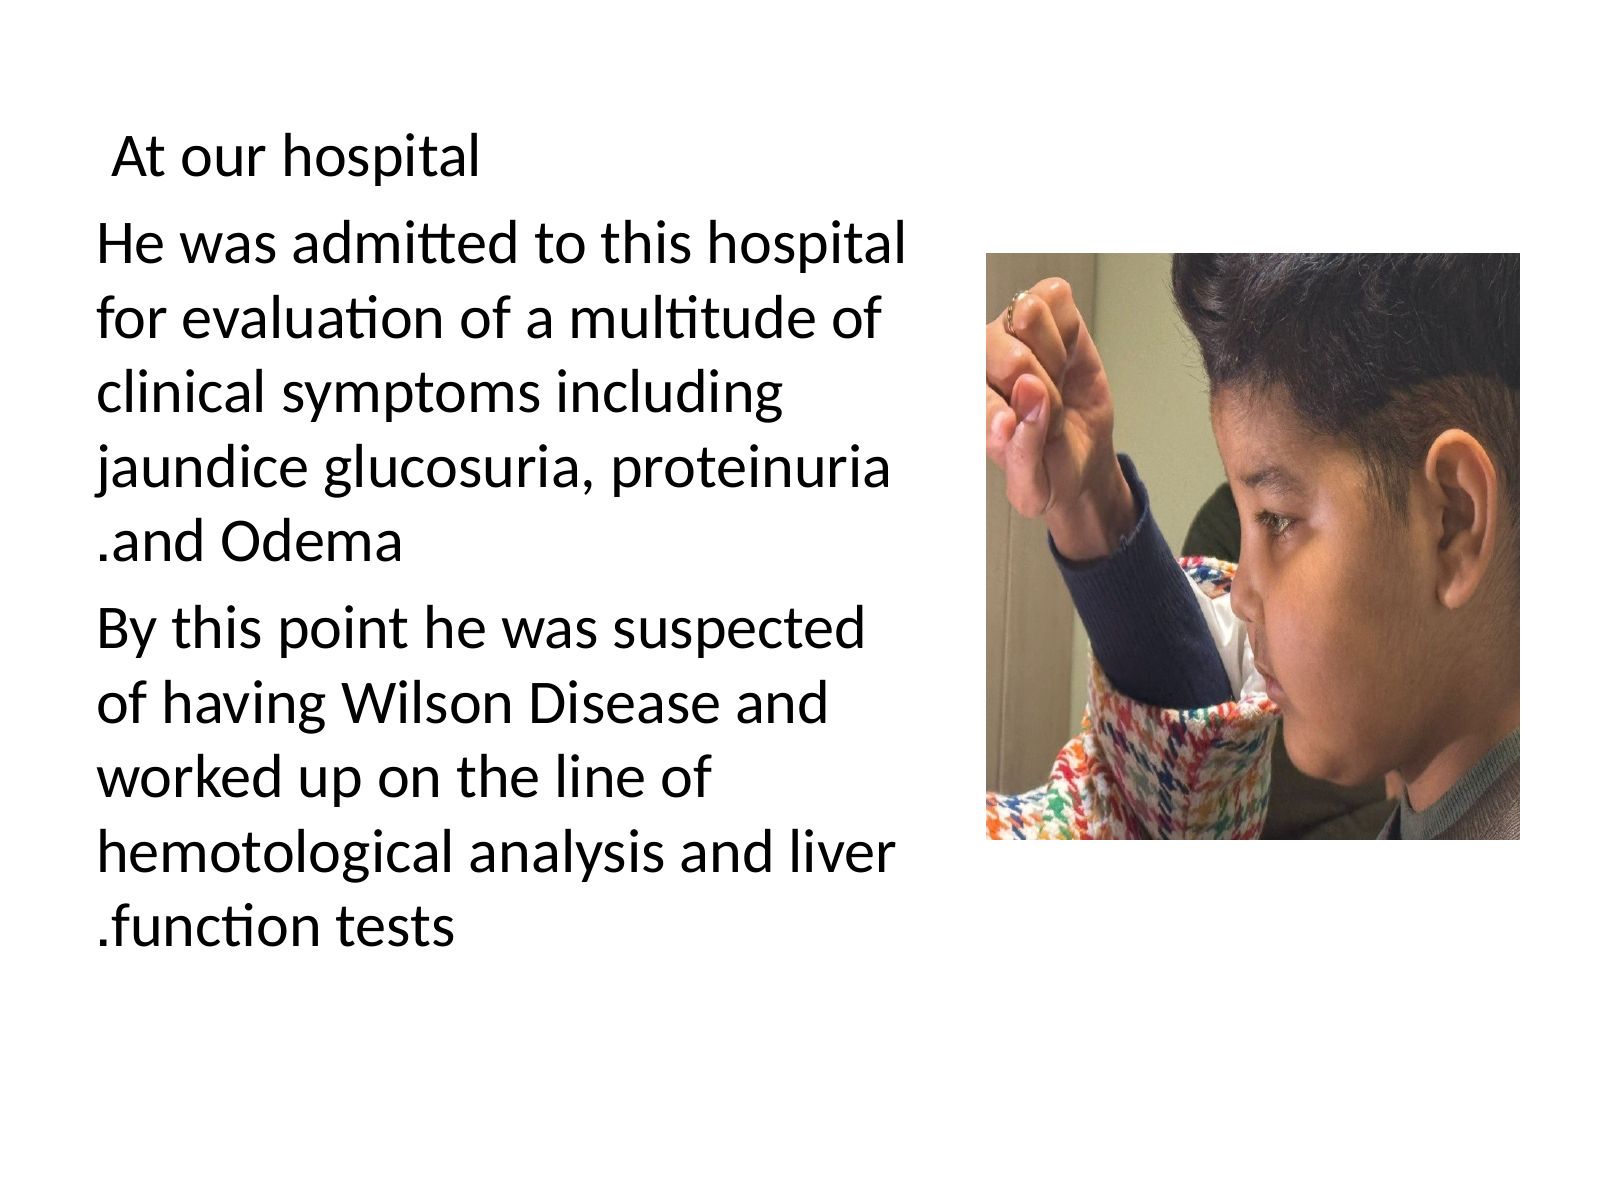 At our hospital
He was admitted to this hospital
for evaluation of a multitude of
clinical symptoms including
jaundice glucosuria, proteinuria
.and Odema
By this point he was suspected
of having Wilson Disease and
worked up on the line of
hemotological analysis and liver
.function tests